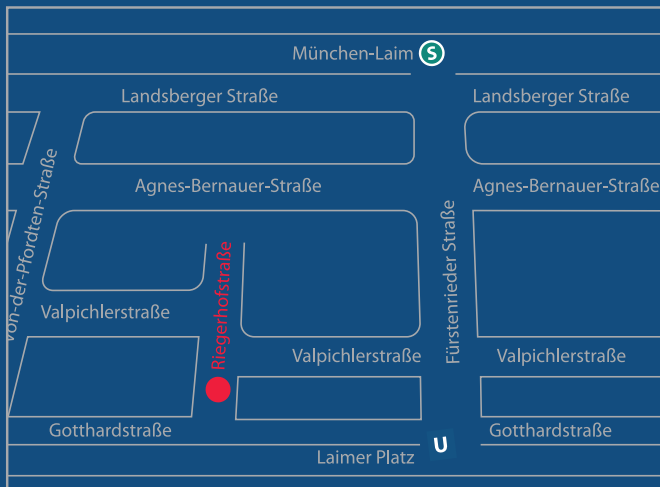 München-Laim S
Landsberger Straße
Landsberger Straße
Agnes-Bernauer-Straße
Agnes-Bernauer-Straße
Von-der-Pfordten-Straße
Riegerhofstraße
Fürstenrieder Straße
Valpichlerstraße
Valpichlerstraße
Valpichlerstraße
Gotthardstraße
Gotthardstraße
Laimer Platz U